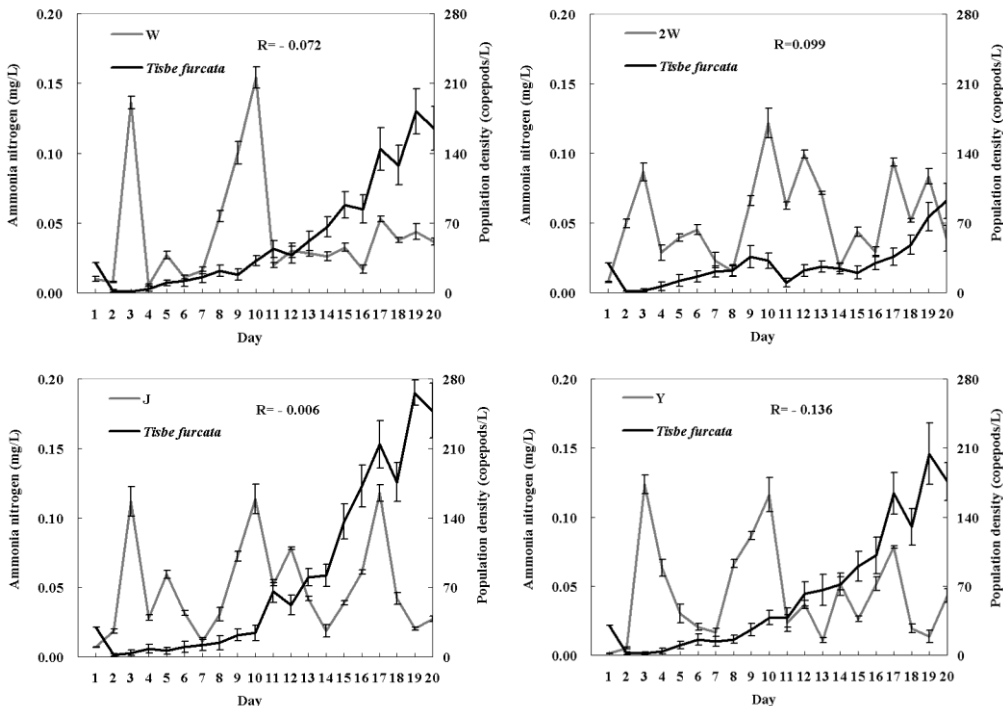 W
R= - 0.072
Tisbe furcata
Ammonia nitrogen (mg/L)
0.20
0.15
0.10
0.05
0.00
280
210
140
70
0
Population density (copepods/L)
1 2 3 4 5 6 7 8 9 10 11 12 13 14 15 16 17 18 19 20
Day
2W
R=0.099
Tisbe furcata
Ammonia nitrogen (mg/L)
0.20
0.15
0.10
0.05
0.00
280
210
140
70
0
Population density (copepods/L)
1 2 3 4 5 6 7 8 9 10 11 12 13 14 15 16 17 18 19 20
Day
J
R= - 0.006
Tisbe furcata
Ammonia nitrogen (mg/L)
0.20
0.15
0.10
0.05
0.00
280
210
140
70
0
Population density (copepods/L)
1 2 3 4 5 6 7 8 9 10 11 12 13 14 15 16 17 18 19 20
Day
Y
R= - 0.136
Tisbe furcata
Ammonia nitrogen (mg/L)
0.20
0.15
0.10
0.05
0.00
280
210
140
70
0
Population density (copepods/L)
1 2 3 4 5 6 7 8 9 10 11 12 13 14 15 16 17 18 19 20
Day